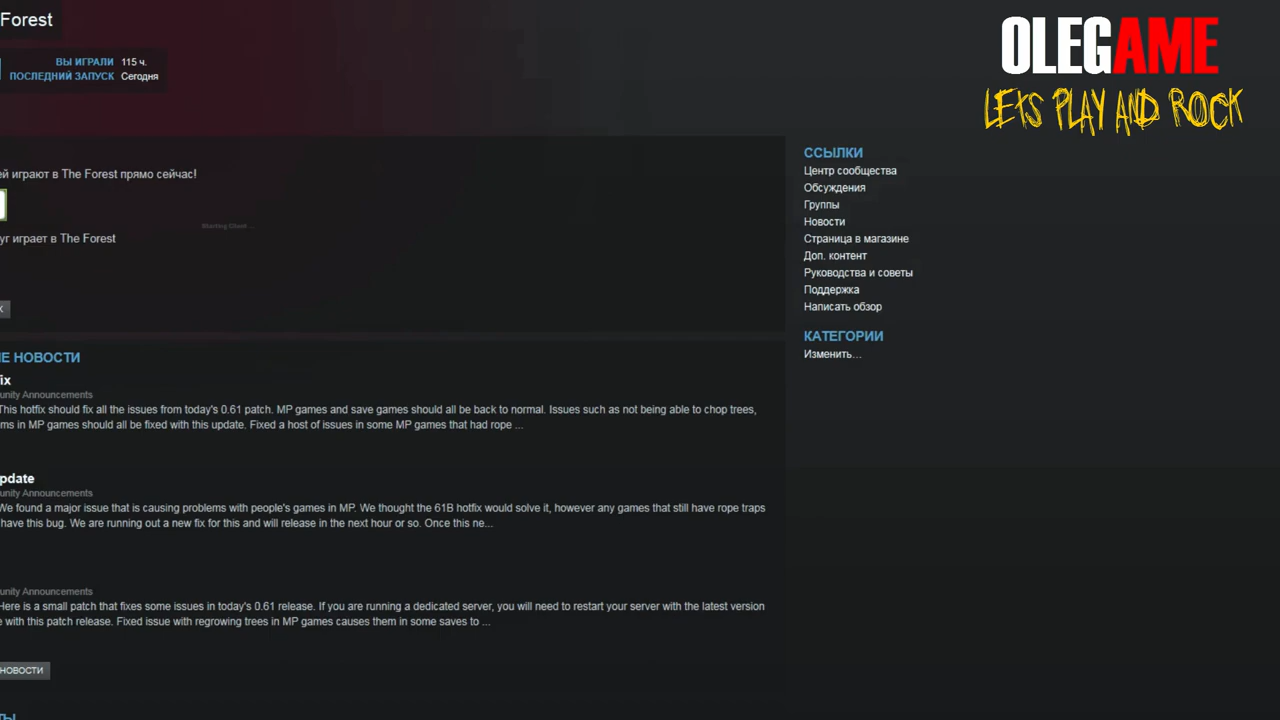 Forest
OLEGAME
LETS PLAY AND ROCK
ВЫ ИГРАЛИ 115 ч.
ПОСЛЕДНИЙ ЗАПУСК Сегодня
ей играют в The Forest прямо сейчас!
Starting Client ...
уг играет в The Forest
ССЫЛКИ
Центр сообщества
Обсуждения
Группы
Новости
Страница в магазине
Доп. контент
Руководства и советы
Поддержка
Написать обзор
КАТЕГОРИИ
Изменить...
Е НОВОСТИ
ix
unity Announcements
This hotfix should fix all the issues from today's 0.61 patch. MP games and save games should all be back to normal. Issues such as not being able to chop trees,
ms in MP games should all be fixed with this update. Fixed a host of issues in some MP games that had rope ...
pdate
unity Announcements
We found a major issue that is causing problems with people's games in MP. We thought the 61B hotfix would solve it, however any games that still have rope traps
have this bug. We are running out a new fix for this and will release in the next hour or so. Once this ne...
unity Announcements
Here is a small patch that fixes some issues in today's 0.61 release. If you are running a dedicated server, you will need to restart your server with the latest version
with this patch release. Fixed issue with regrowing trees in MP games causes them in some saves to ...
НОВОСТИ